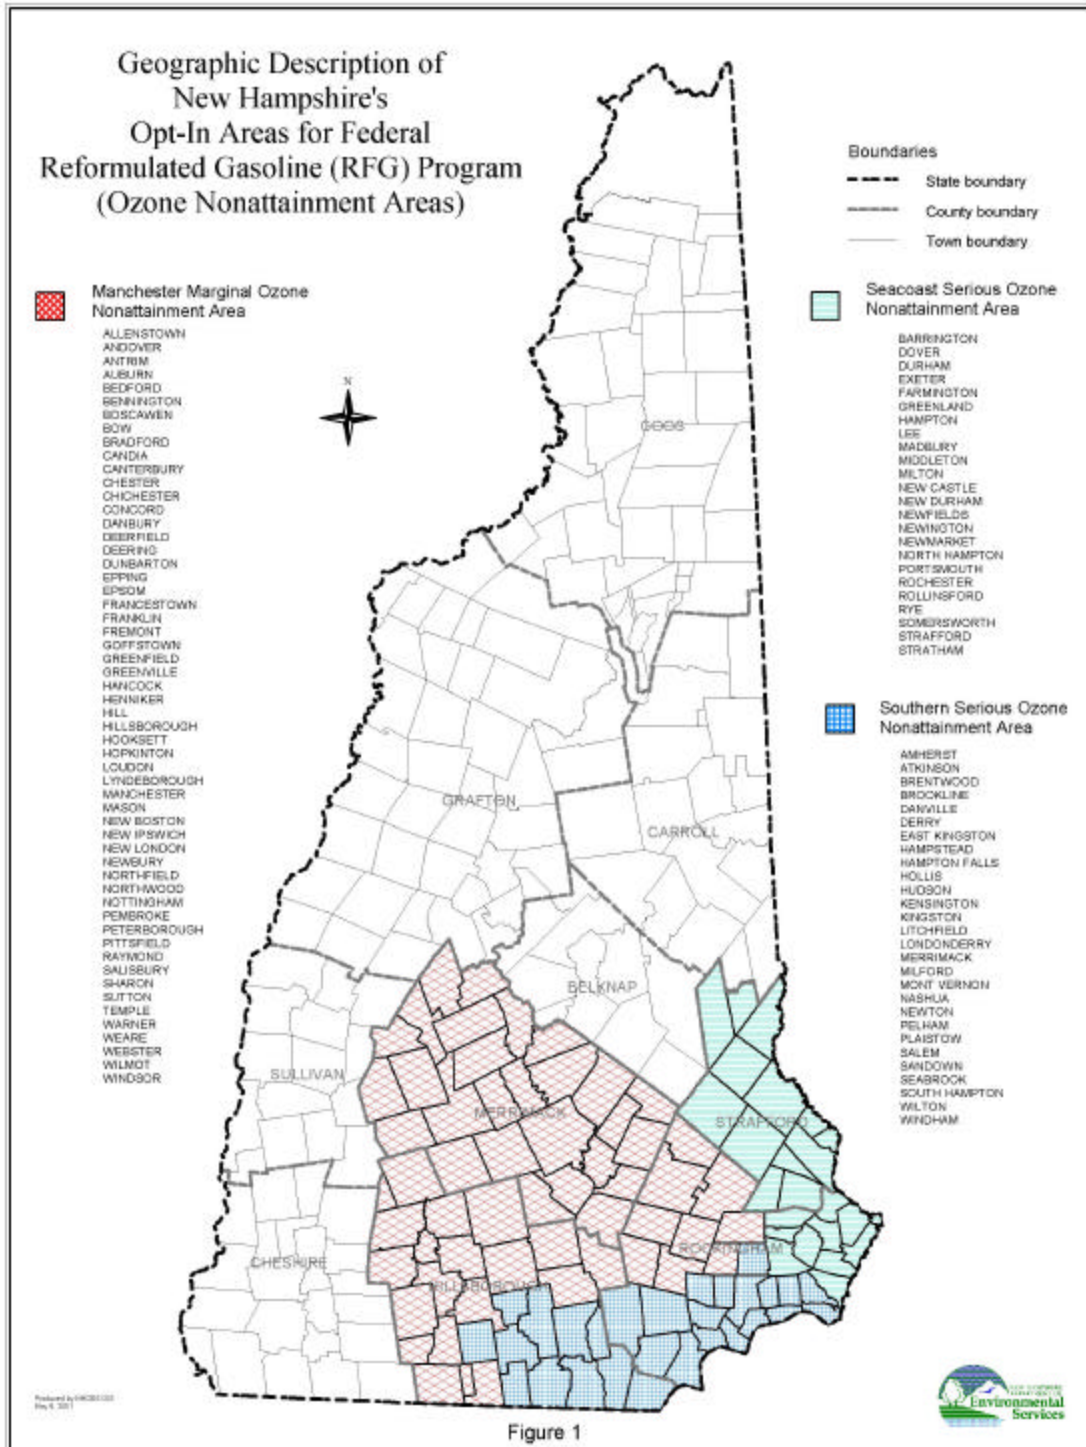 Geographic Description of
New Hampshire's
Opt-In Areas for Federal
Reformulated Gasoline (RFG) Program
(Ozone Nonattainment Areas)
Boundaries
State boundary
County boundary
Town boundary
Manchester Marginal Ozone
Nonattainment Area
ALLENSTOWN
ANDOVER
ANTRIM
AUBURN
BEDFORD
BENNINGTON
BOSCAWEN
BOW
BRADFORD
CANDIA
CANTERBURY
CHESTER
CHICHESTER
CONCORD
DANBURY
DEERFIELD
DEERING
DUNBARTON
EPPING
EPSOM
FRANCESTOWN
FRANKLIN
FREMONT
GOFFSTOWN
GREENFIELD
GREENVILLE
HANCOCK
HENNIKER
HILL
HILLSBOROUGH
HOOKSETT
HOPKINTON
LOUDON
LYNDEBOROUGH
MANCHESTER
MASON
NEW BOSTON
NEW IPSWICH
NEW LONDON
NEWBURY
NORTHFIELD
NORTHWOOD
NOTTINGHAM
PEMBROKE
PETERBOROUGH
PITTSFIELD
RAYMOND
SALISBURY
SHARON
SUTTON
TEMPLE
WARNER
WEARE
WEBSTER
WILMOT
WINDSOR
Seacoast Serious Ozone
Nonattainment Area
BARRINGTON
DOVER
DURHAM
EXETER
FARMINGTON
GREENLAND
HAMPTON
LEE
MADBURY
MIDDLETON
MILTON
NEW CASTLE
NEW DURHAM
NEWFIELDS
NEWINGTON
NEWMARKET
NORTH HAMPTON
PORTSMOUTH
ROCHESTER
ROLLINSFORD
RYE
SOMERSWORTH
STRAFFORD
STRATHAM
Southern Serious Ozone
Nonattainment Area
AMHERST
ATKINSON
BRENTWOOD
BROOKLINE
DANVILLE
DERRY
EAST KINGSTON
HAMPSTEAD
HAMPTON FALLS
HOLLIS
HUDSON
KENSINGTON
KINGSTON
LITCHFIELD
LONDONDERRY
MERRIMACK
MILFORD
MONT VERNON
NASHUA
NEWTON
PELHAM
PLAISTOW
SALEM
SANDOWN
SEABROOK
SOUTH HAMPTON
WILTON
WINDHAM
N
COOS
GRAFTON
CARROLL
BELKNAP
SULLIVAN
MERRIMACK
STRAFFORD
CHESHIRE
HILLSBOROUGH
ROCKINGHAM
Environmental
Services
Figure 1